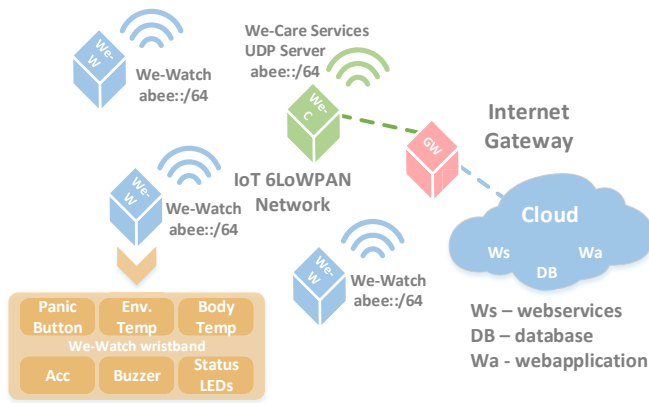 We-Care Services
UDP Server
abee::/64
We-
W
We-Watch
abee::/64
We-
C
Internet
Gateway
GW
We-
W
IoT 6LoWPAN
Network
We-Watch
abee::/64
Cloud
Ws
Wa
DB
We-
W
We-Watch
abee::/64
Panic
Button
Env.
Temp
Body
Temp
We-Watch wristband
Acc
Buzzer
Status
LEDs
Ws – webservices
DB – database
Wa - webapplication